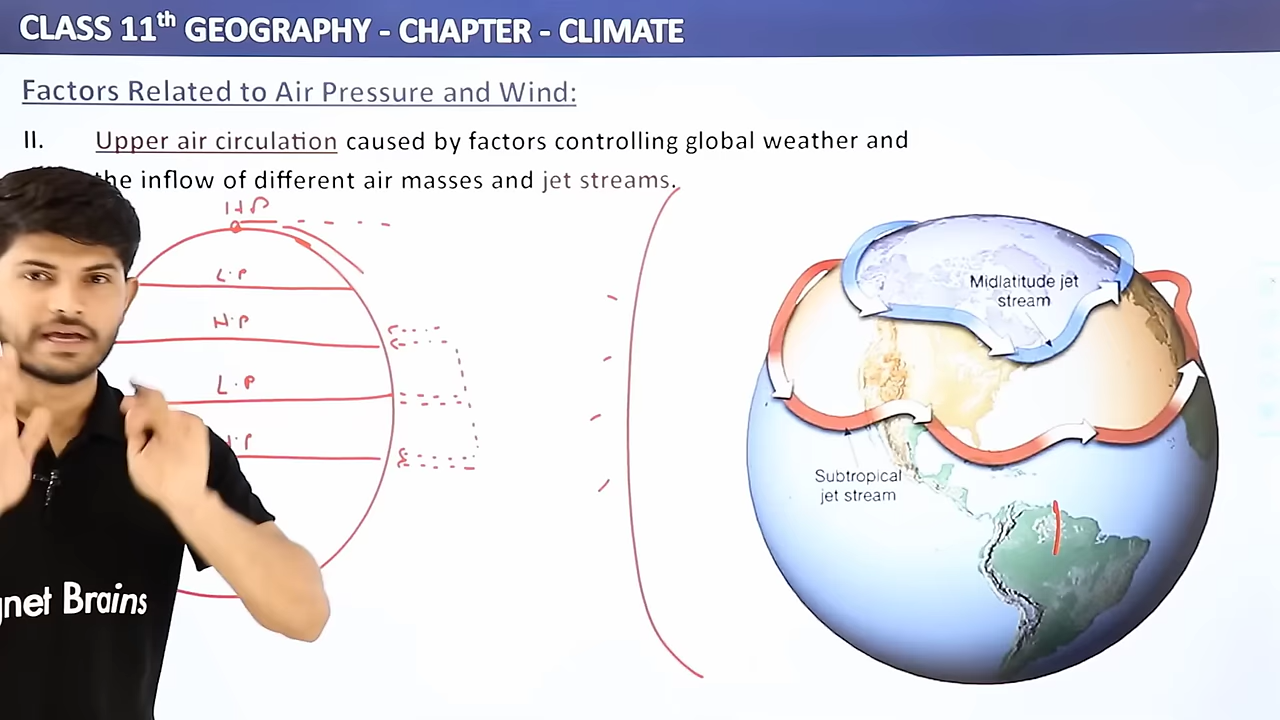 CLASS 11th GEOGRAPHY - CHAPTER - CLIMATE
Factors Related to Air Pressure and Wind:
II. Upper air circulation caused by factors controlling global weather and
the inflow of different air masses and jet streams.
H P
L.P
H.P
L.P
.P
Midlatitude jet
stream
Subtropical
jet stream
gnet Brains